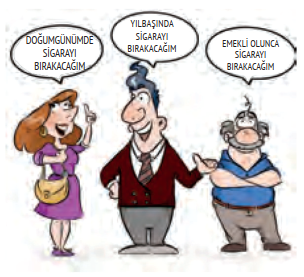 DOĞUMGÜNÜMDE
SİGARAYI
BIRAKACAĞIM
YILBAŞINDA
SİGARAYI
BIRAKACAĞIM
EMEKLİ OLUNCA
SİGARAYI
BIRAKACAĞIM